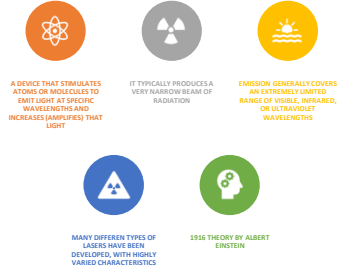 A DEVICE THAT STIMULATES
ATOMS OR MOLECULES TO
EMIT LIGHT AT SPECIFIC
WAVELENGTHS AND
INCREASES (AMPLIFIES) THAT
LIGHT
IT TYPICALLY PRODUCES A
VERY NARROW BEAM OF
RADIATION
EMISSION GENERALLY COVERS
AN EXTREMELY LIMITED
RANGE OF VISIBLE, INFRARED,
OR ULTRAVIOLET
WAVELENGTHS
MANY DIFFEREN TYPES OF
LASERS HAVE BEEN
DEVELOPED, WITH HIGHLY
VARIED CHARACTERISTICS
1916 THEORY BY ALBERT
EINSTEIN